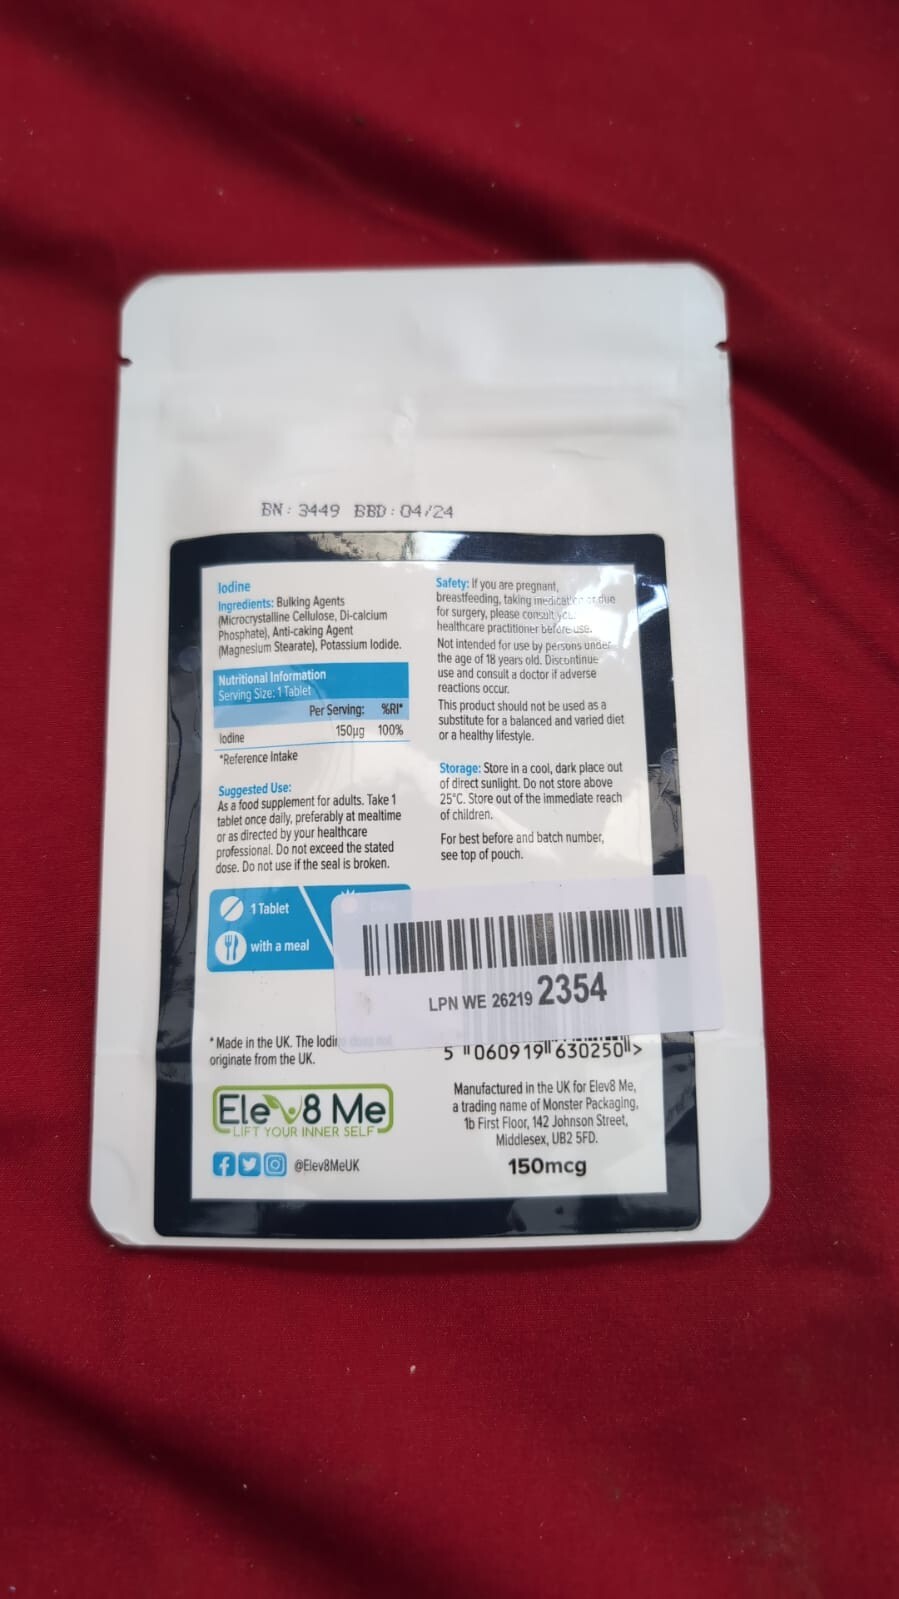 BN: 3449 BBD: 04/24
Iodine
Ingredients: Bulking Agents
(Microcrystalline Cellulose, Di-calcium
Phosphate), Anti-caking Agent
(Magnesium Stearate), Potassium Iodide.
Nutritional Information
Serving Size: 1 Tablet
Per Serving: %RI*
Iodine 150µg 100%
*Reference Intake
Suggested Use:
As a food supplement for adults. Take 1
tablet once daily, preferably at mealtime
or as directed by your healthcare
professional. Do not exceed the stated
dose. Do not use if the seal is broken.
1 Tablet
with a meal
* Made in the UK. The Iodine does not
originate from the UK.
Elev8 Me
LIFT YOUR INNER SELF
@Elev8MeUK
Safety: If you are pregnant,
breastfeeding, taking medication or due
for surgery, please consult your
healthcare practitioner before use.
Not intended for use by persons under
the age of 18 years old. Discontinue
use and consult a doctor if adverse
reactions occur.
This product should not be used as a
substitute for a balanced and varied diet
or a healthy lifestyle.
Storage: Store in a cool, dark place out
of direct sunlight. Do not store above
25°C. Store out of the immediate reach
of children.
For best before and batch number,
see top of pouch.
LPN WE 26219 2354
5 060919 630250 >
Manufactured in the UK for Elev8 Me,
a trading name of Monster Packaging,
1b First Floor, 142 Johnson Street,
Middlesex, UB2 5FD.
150mcg